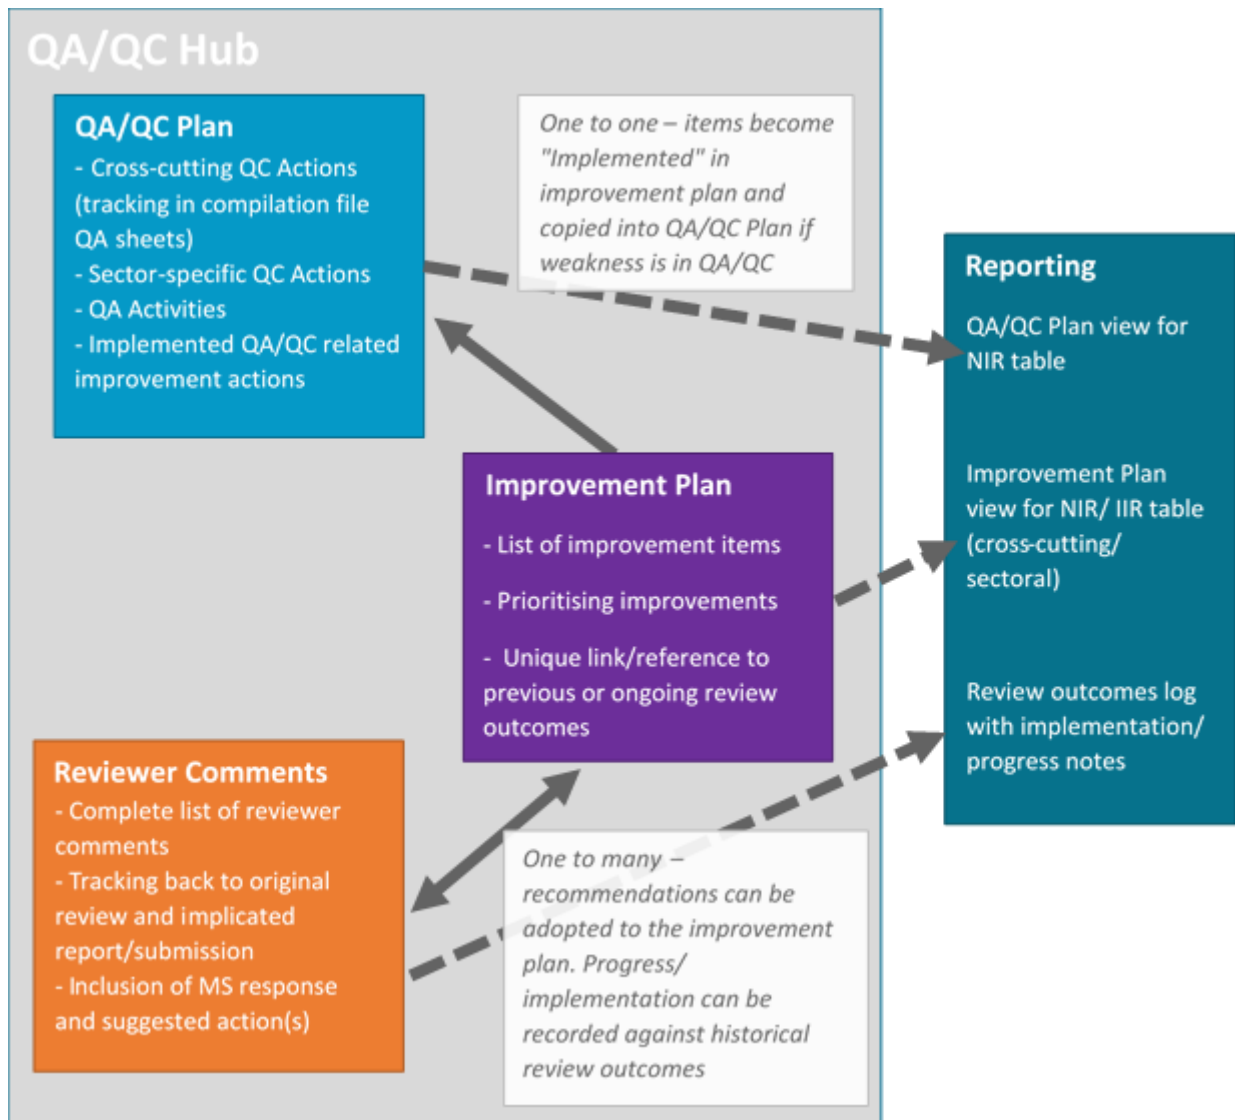 QA/QC Hub
QA/QC Plan
- Cross-cutting QC Actions
(tracking in compilation file
QA sheets)
- Sector-specific QC Actions
- QA Activities
- Implemented QA/QC related
improvement actions
One to one – items become
"Implemented" in
improvement plan and
copied into QA/QC Plan if
weakness is in QA/QC
Improvement Plan
- List of improvement items
- Prioritising improvements
- Unique link/reference to
previous or ongoing review
outcomes
Reviewer Comments
- Complete list of reviewer
comments
- Tracking back to original
review and implicated
report/submission
- Inclusion of MS response
and suggested action(s)
One to many –
recommendations can be
adopted to the improvement
plan. Progress/
implementation can be
recorded against historical
review outcomes
Reporting
QA/QC Plan view for
NIR table
Improvement Plan
view for NIR/ IIR table
(cross-cutting/
sectoral)
Review outcomes log
with implementation/
progress notes